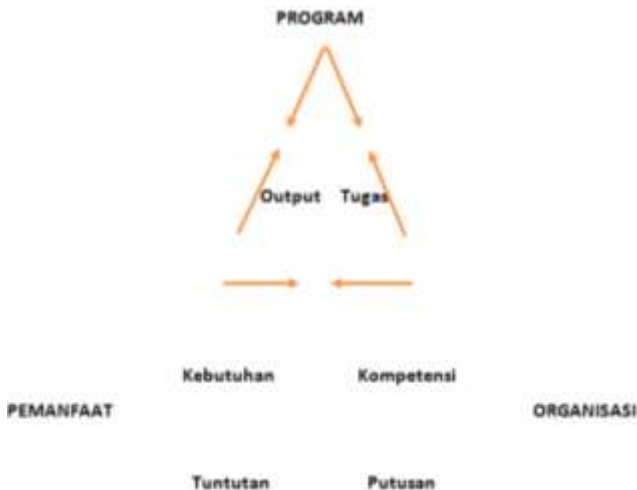 PROGRAM
Output Tugas
Kebutuhan Kompetensi
PEMANFAAT ORGANISASI
Tuntutan Putusan